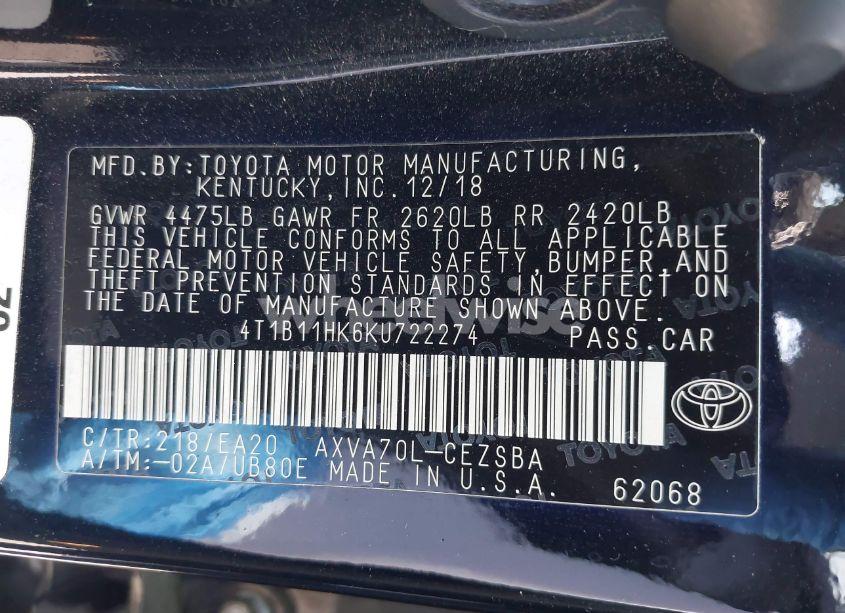 MFD.BY:TOYOTA MOTOR MANUFACTURING,
KENTUCKY,INC.12/18
GVWR 4475LB GAWR FR 2620LB RR 2420LB
THIS VEHICLE CONFORMS TO ALL APPLICABLE
FEDERAL MOTOR VEHICLE SAFETY,BUMPER,AND
THEFT PREVENTION STANDARDS IN EFFECT ON
THE DATE OF MANUFACTURE SHOWN ABOVE.
4T1B11HK6KU722274 PASS.CAR
C/TR:218/EA20 AXVA70L-CEZSBA
A/TM:-02A/UB80E MADE IN U.S.A.
62068